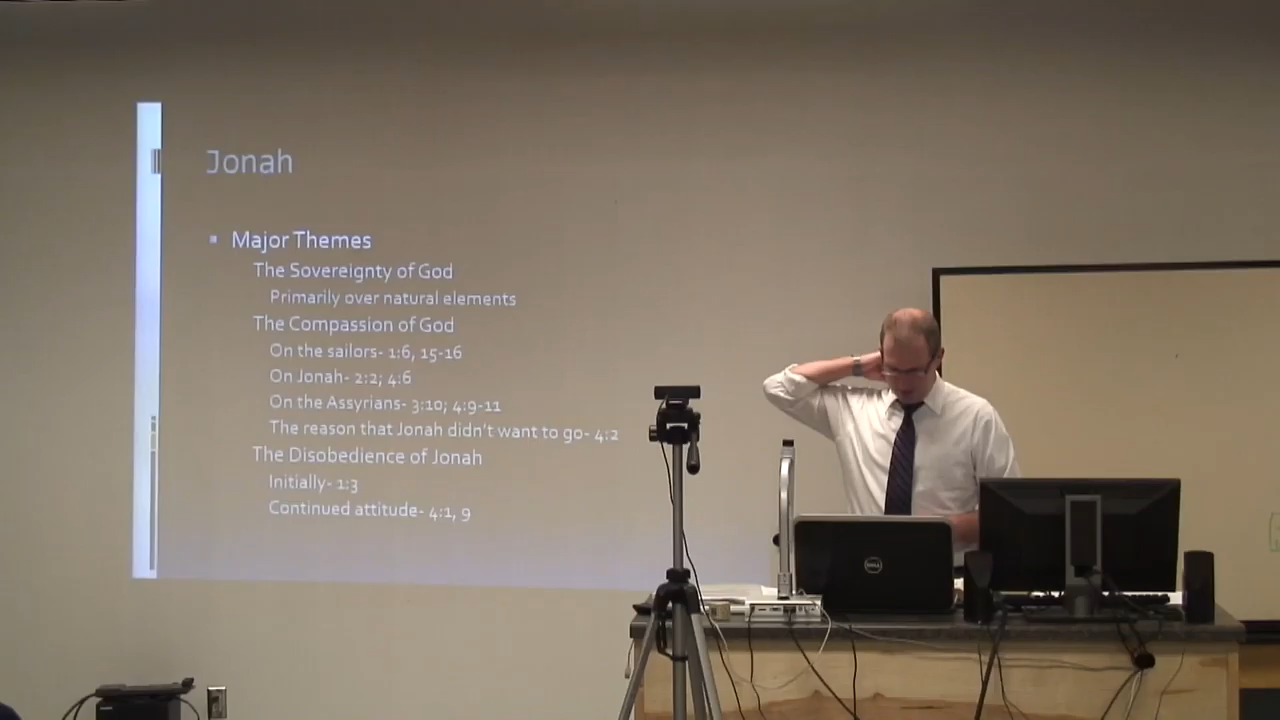 Jonah
Major Themes
The Sovereignty of God
Primarily over natural elements
The Compassion of God
On the sailors- 1:6, 15-16
On Jonah- 2:2; 4:6
On the Assyrians- 3:10; 4:9-11
The reason that Jonah didn't want to go- 4:2
The Disobedience of Jonah
Initially- 1:3
Continued attitude- 4:1, 9
DELL